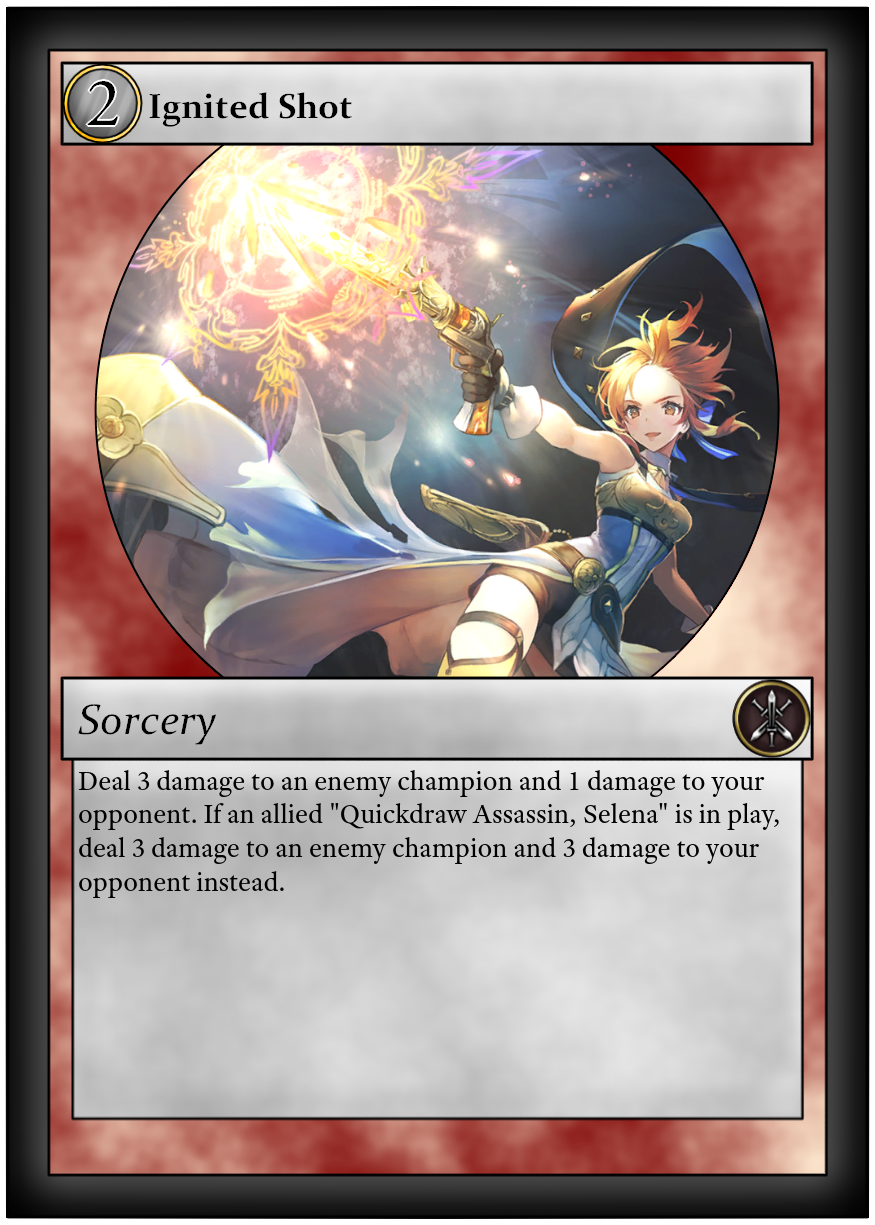 2 Ignited Shot
Sorcery
Deal 3 damage to an enemy champion and 1 damage to your
opponent. If an allied "Quickdraw Assassin, Selena" is in play,
deal 3 damage to an enemy champion and 3 damage to your
opponent instead.